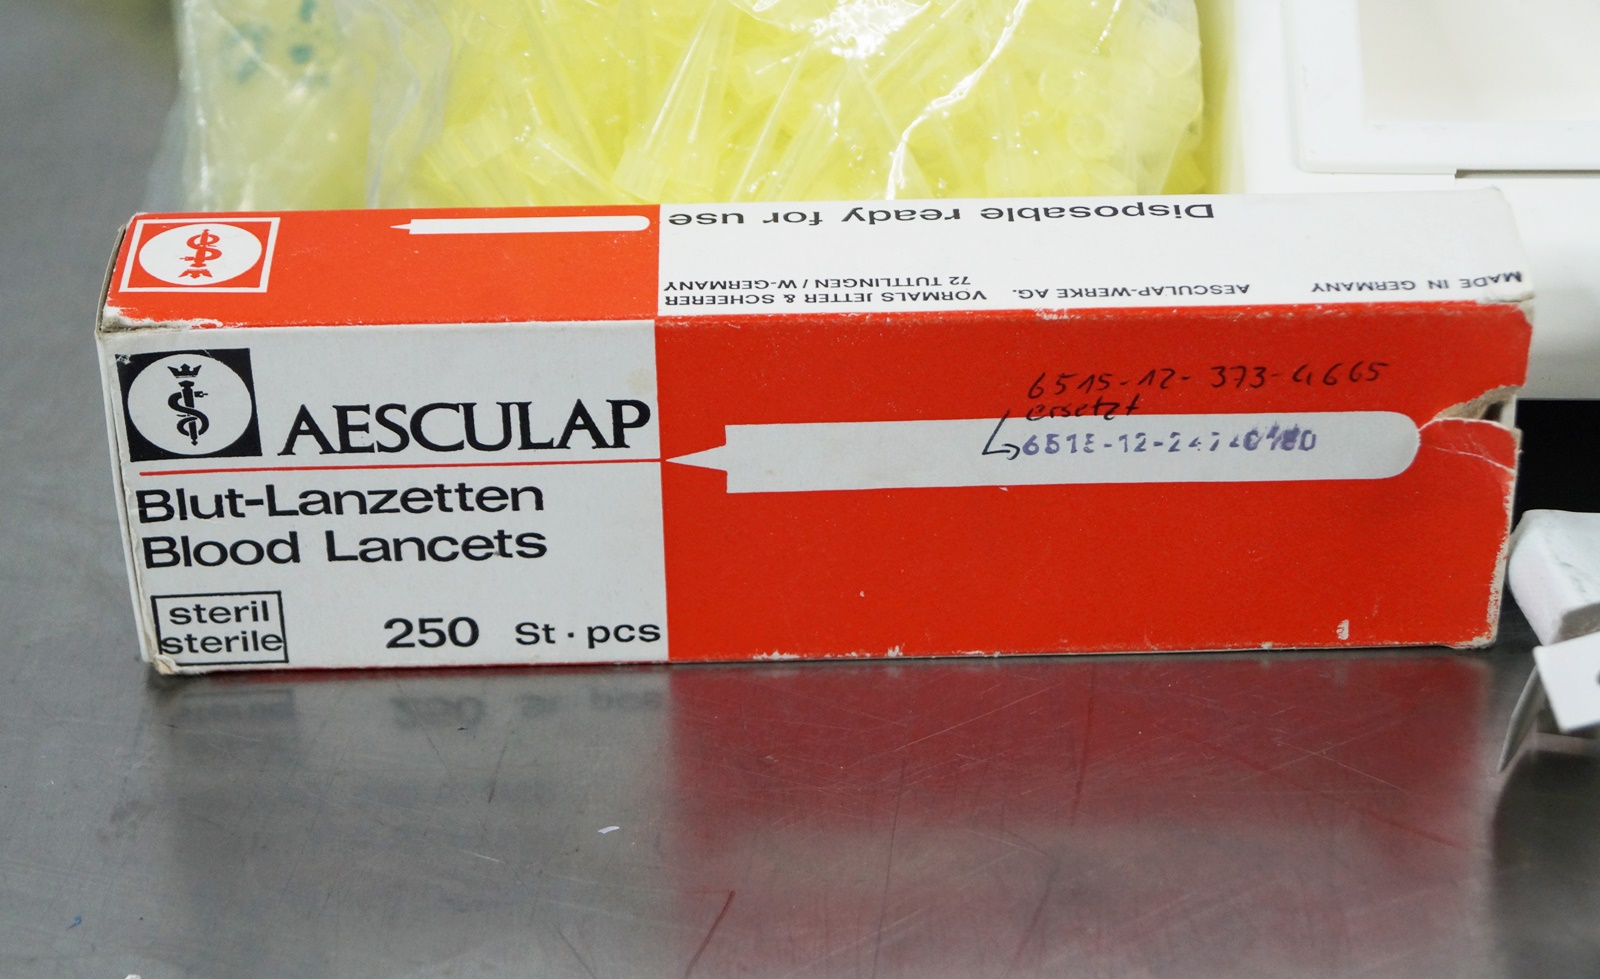 Disposable ready for use
MADE IN GERMANY
AESCULAP-WERKE AG.
VORMALS JETTER & SCHEERER
72 TUTTLINGEN / W-GERMANY
AESCULAP
Blut-Lanzetten
Blood Lancets
steril
sterile
250 St · pcs
6515-12-373-4665
ersetzt